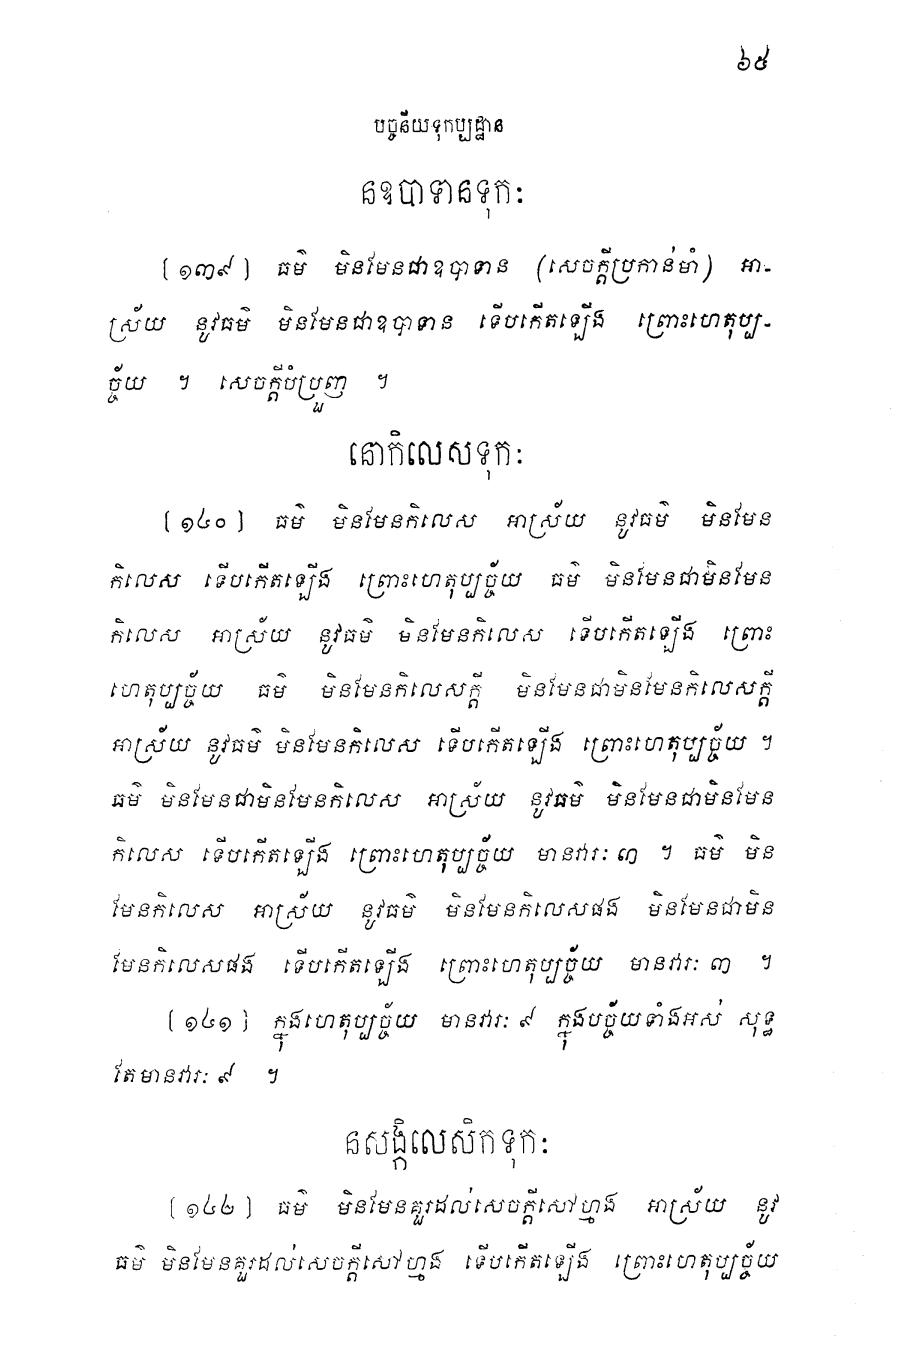 ៦៥
បច្ចនីយទុកប្បដ្ឋាន
នឧបាទានទុកៈ
(១៣៩) ធម៌ មិនមែនជាឧបាទាន (សេចក្តីប្រកាន់មាំ) អា-
ស្រ័យ នូវធម៌ មិនមែនជាឧបាទាន ទើបកើតឡើង ព្រោះហេតុប្ប-
ច្ច័យ ។ សេចក្តីបំប្រួញ ។
នោកិលេសទុកៈ
(១៤០) ធម៌ មិនមែនកិលេស អាស្រ័យ នូវធម៌ មិនមែន
កិលេស ទើបកើតឡើង ព្រោះហេតុប្បច្ច័យ ធម៌ មិនមែនជាមិនមែន
កិលេស អាស្រ័យ នូវធម៌ មិនមែនកិលេស ទើបកើតឡើង ព្រោះ
ហេតុប្បច្ច័យ ធម៌ មិនមែនកិលេសក្តី មិនមែនជាមិនមែនកិលេសក្តី
អាស្រ័យ នូវធម៌ មិនមែនកិលេស ទើបកើតឡើង ព្រោះហេតុប្បច្ច័យ ។
ធម៌ មិនមែនជាមិនមែនកិលេស អាស្រ័យ នូវធម៌ មិនមែនជាមិនមែន
កិលេស ទើបកើតឡើង ព្រោះហេតុប្បច្ច័យ មានវារៈ ៣ ។ ធម៌ មិន
មែនកិលេស អាស្រ័យ នូវធម៌ មិនមែនកិលេសផង មិនមែនជាមិន
មែនកិលេសផង ទើបកើតឡើង ព្រោះហេតុប្បច្ច័យ មានវារៈ ៣ ។
(១៤១) ក្នុងហេតុប្បច្ច័យ មានវារៈ ៩ ក្នុងបច្ច័យទាំងអស់ សុទ្ធ
តែមានវារៈ ៩ ។
នសង្កិលេសិកទុកៈ
(១៤២) ធម៌ មិនមែនគួរដល់សេចក្តីសៅហ្មង អាស្រ័យ នូវ
ធម៌ មិនមែនគួរដល់សេចក្តីសៅហ្មង ទើបកើតឡើង ព្រោះហេតុប្បច្ច័យ